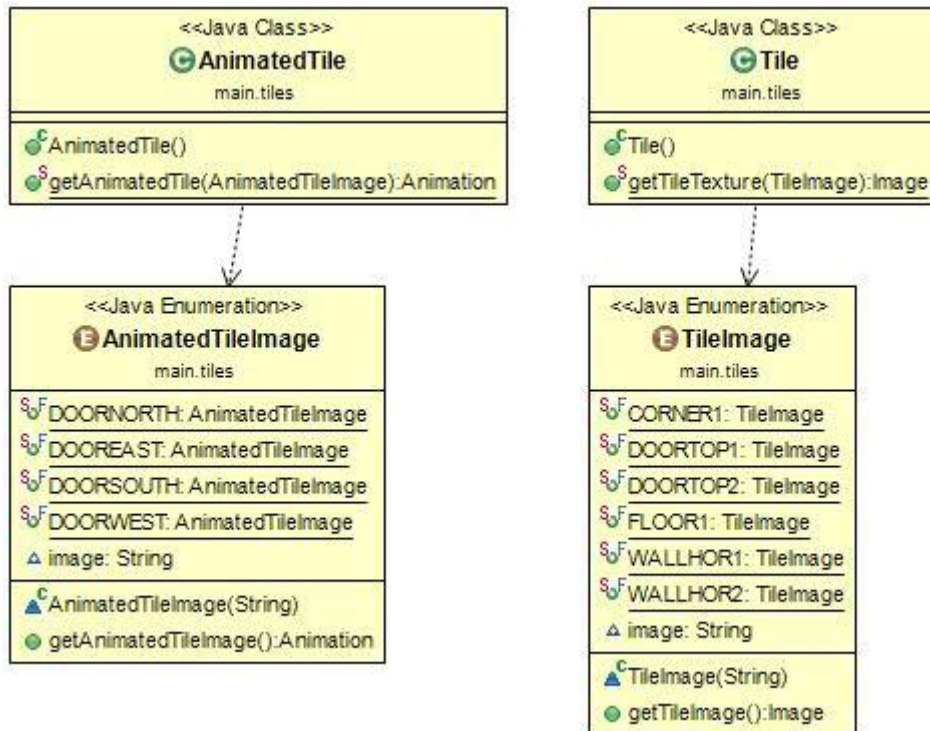 <<Java Class>>
AnimatedTile
main.tiles
AnimatedTile()
getAnimatedTile(AnimatedTileImage):Animation
<<Java Class>>
Tile
main.tiles
Tile()
getTileTexture(TileImage):Image
<<Java Enumeration>>
AnimatedTileImage
main.tiles
DOORNORTH: AnimatedTileImage
DOOREAST: AnimatedTileImage
DOORSOUTH: AnimatedTileImage
DOORWEST: AnimatedTileImage
image: String
AnimatedTileImage(String)
getAnimatedTileImage():Animation
<<Java Enumeration>>
TileImage
main.tiles
CORNER1: TileImage
DOORTOP1: TileImage
DOORTOP2: TileImage
FLOOR1: TileImage
WALLHOR1: TileImage
WALLHOR2: TileImage
image: String
TileImage(String)
getTileImage():Image